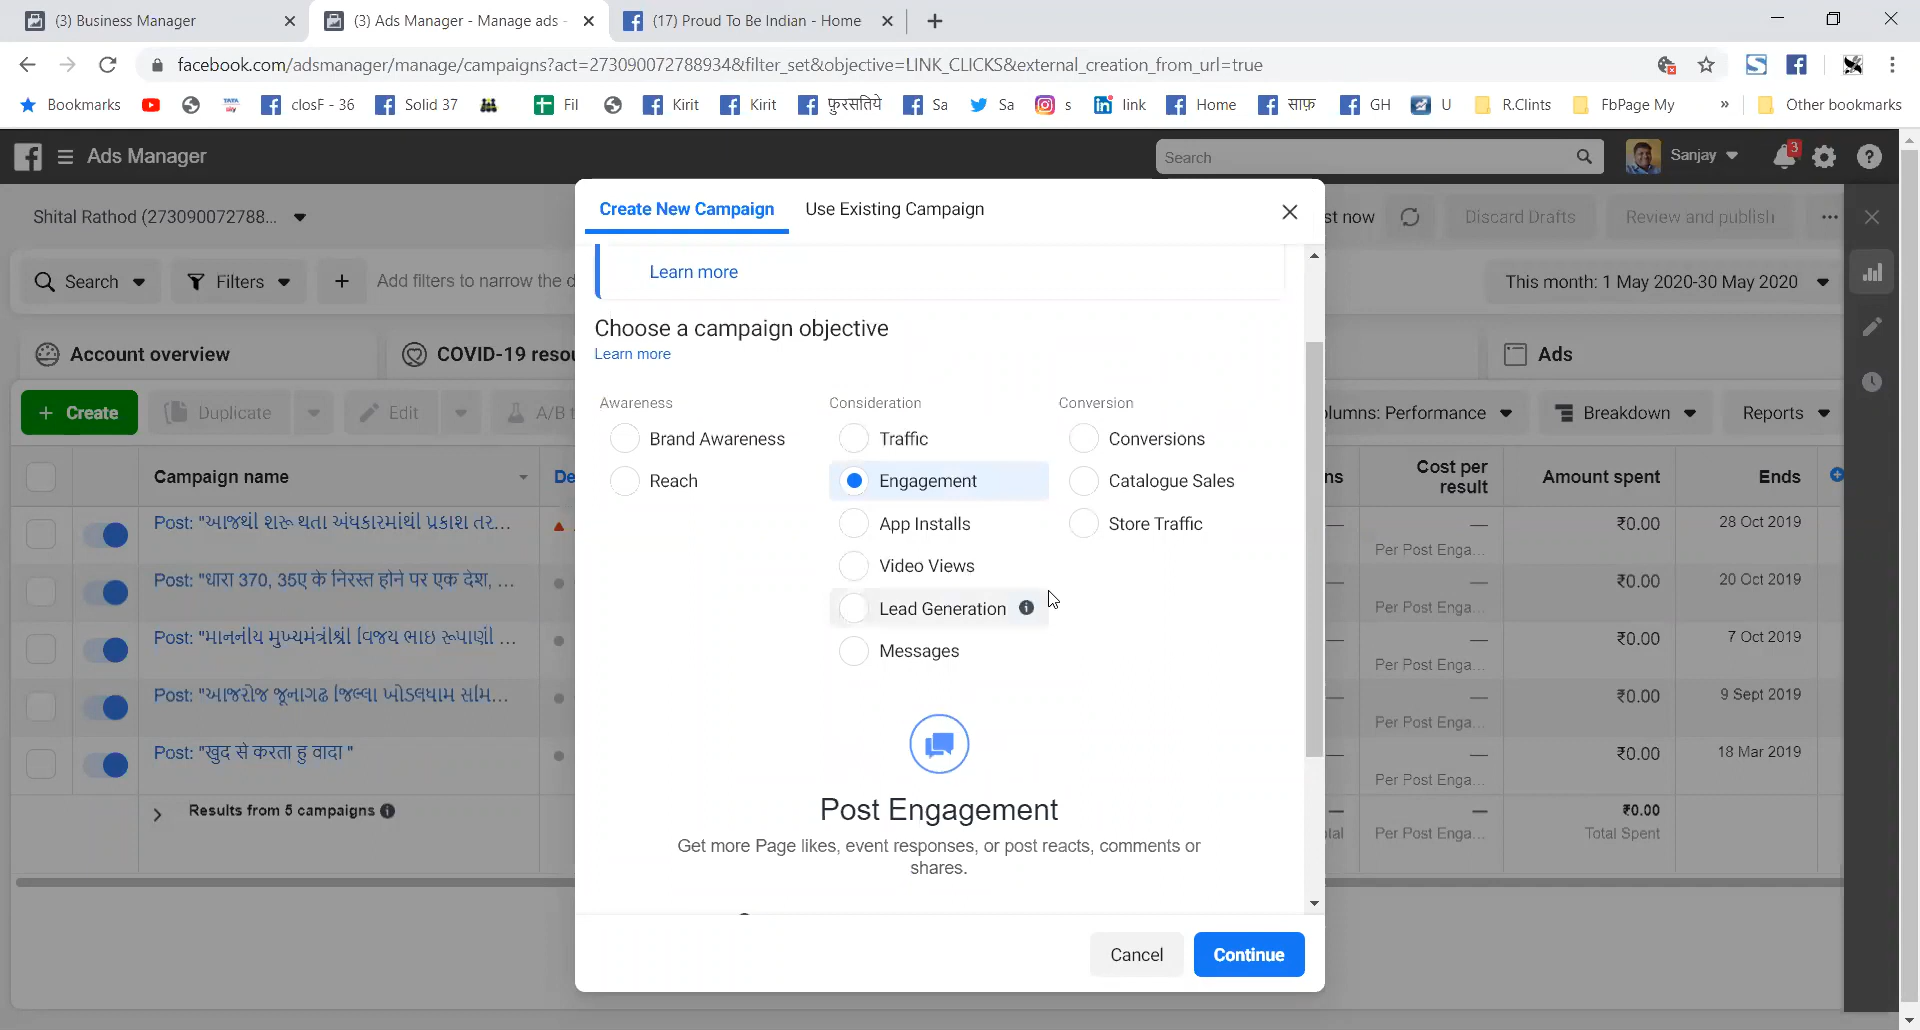 (3) Business Manager
(3) Ads Manager - Manage ads -
(17) Proud To Be Indian - Home
facebook.com/adsmanager/manage/campaigns?act=273090072788934&filter_set&objective=LINK_CLICKS&external_creation_from_url=true
Bookmarks
closF - 36
Solid 37
Fil
Kirit
Kirit
फुरसतिये
Sa
Sa
s
link
Home
साफ़
GH
U
R.Clints
FbPage My
»
Other bookmarks
Ads Manager
Search
Sanjay
3
Shital Rathod (273090072788...
Create New Campaign
Use Existing Campaign
st now
Discard Drafts
Review and publish
Search
Filters
Add filters to narrow the d
This month: 1 May 2020-30 May 2020
Learn more
Account overview
COVID-19 resou
Ads
Choose a campaign objective
Learn more
Create
Duplicate
Edit
A/B t
olumns: Performance
Breakdown
Reports
Awareness
Consideration
Conversion
Brand Awareness
Traffic
Conversions
Reach
Engagement
Catalogue Sales
App Installs
Store Traffic
Video Views
Lead Generation
Messages
Post Engagement
Get more Page likes, event responses, or post reacts, comments or
shares.
Cancel
Continue
Campaign name
De
ns
Cost per
result
Amount spent
Ends
Post: "આજથી શરૂ થતા અંધકારમાંથી પ્રકાશ તર...
—
—
Per Post Enga...
₹0.00
28 Oct 2019
Post: "धारा 370, 35ए के निरस्त होने पर एक देश, ...
—
—
Per Post Enga...
₹0.00
20 Oct 2019
Post: "માનનીય મુખ્યમંત્રીશ્રી વિજય ભાઇ રૂપાણી ...
—
—
Per Post Enga...
₹0.00
7 Oct 2019
Post: "આજરોજ જૂનાગઢ જિલ્લા ખોડલધામ સમિ...
—
—
Per Post Enga...
₹0.00
9 Sept 2019
Post: "खुद से करता हु वादा "
—
—
Per Post Enga...
₹0.00
18 Mar 2019
Results from 5 campaigns
—
otal
—
Per Post Enga...
₹0.00
Total Spent